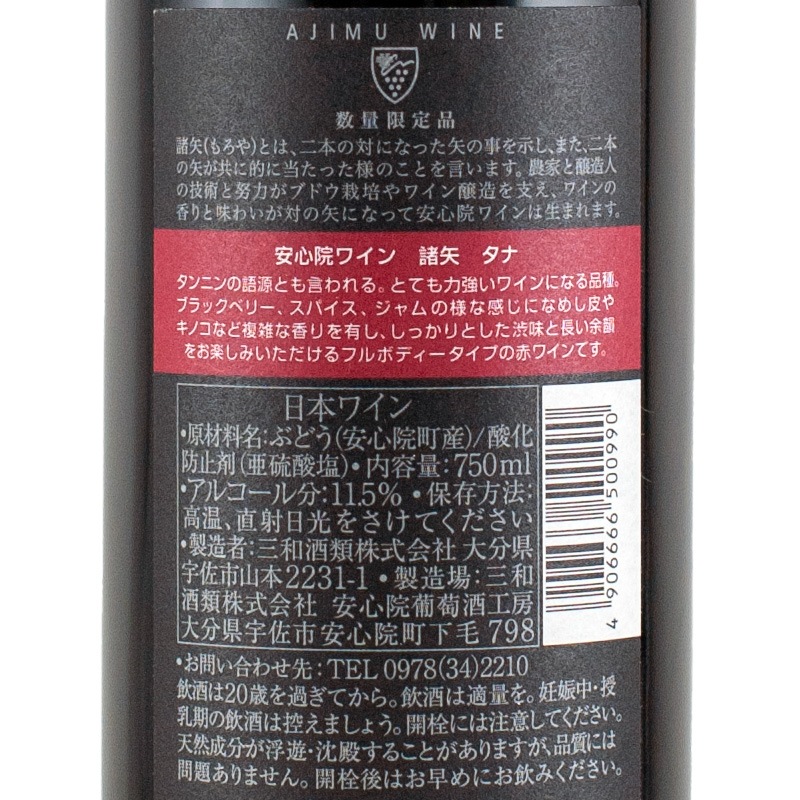 AJIMU WINE
数量限定品
諸矢(もろや)とは、二本の対になった矢の事を示し、また、二本
の矢が共に的に当たった様のことを言います。農家と醸造人
の技術と努力がブドウ栽培やワイン醸造を支え、ワインの
香りと味わいが対の矢になって安心院ワインは生まれます。
安心院ワイン 諸矢 タナ
タンニンの語源とも言われる。とても力強いワインになる品種。
ブラックベリー、スパイス、ジャムの様な感じになめし皮や
キノコなど複雑な香りを有し、しっかりとした渋味と長い余韻
をお楽しみいただけるフルボディータイプの赤ワインです。
日本ワイン
・原材料名:ぶどう(安心院町産)/酸化
防止剤(亜硫酸塩)・内容量:750ml
・アルコール分:11.5%・保存方法:
高温、直射日光をさけてください
・製造者:三和酒類株式会社 大分県
宇佐市山本2231-1・製造場:三和
酒類株式会社 安心院葡萄酒工房
大分県宇佐市安心院町下毛798
4 906666 500990
・お問い合わせ先:TEL 0978(34)2210
飲酒は20歳を過ぎてから。飲酒は適量を。妊娠中・授
乳期の飲酒は控えましょう。開栓には注意してください。
天然成分が浮遊・沈殿することがありますが、品質には
問題ありません。開栓後はお早めにお飲みください。